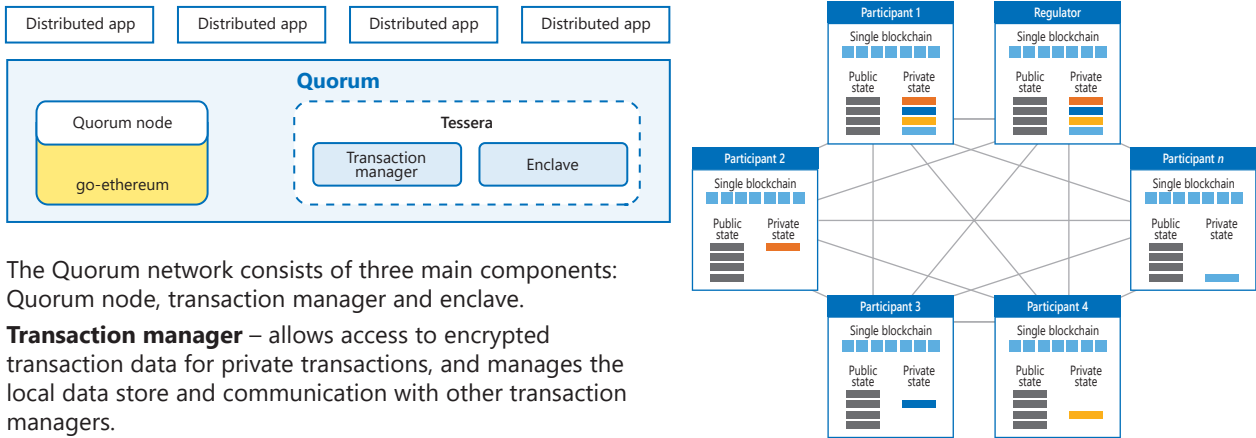 Distributed app
Distributed app
Distributed app
Distributed app
Quorum
Quorum node
go-ethereum
Tessera
Transaction
manager
Enclave
The Quorum network consists of three main components:
Quorum node, transaction manager and enclave.
Transaction manager – allows access to encrypted
transaction data for private transactions, and manages the
local data store and communication with other transaction
managers.
Participant 1
Single blockchain
Public
state
Private
state
Regulator
Single blockchain
Public
state
Private
state
Participant 2
Single blockchain
Public
state
Private
state
Participant n
Single blockchain
Public
state
Private
state
Participant 3
Single blockchain
Public
state
Private
state
Participant 4
Single blockchain
Public
state
Private
state